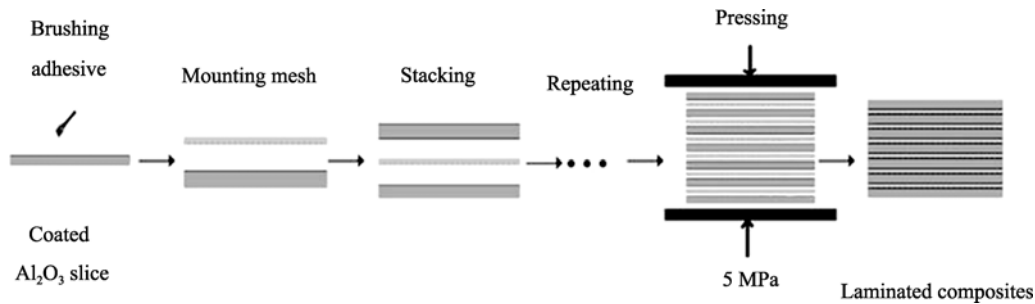 Brushing
adhesive
Mounting mesh
Stacking
Repeating
Pressing
Coated
Al₂O₃ slice
5 MPa
Laminated composites